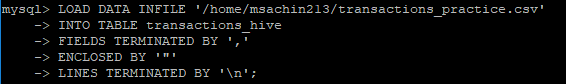 mysql> LOAD DATA INFILE '/home/msachin213/transactions_practice.csv'
    -> INTO TABLE transactions_hive
    -> FIELDS TERMINATED BY ','
    -> ENCLOSED BY '"'
    -> LINES TERMINATED BY '\n';